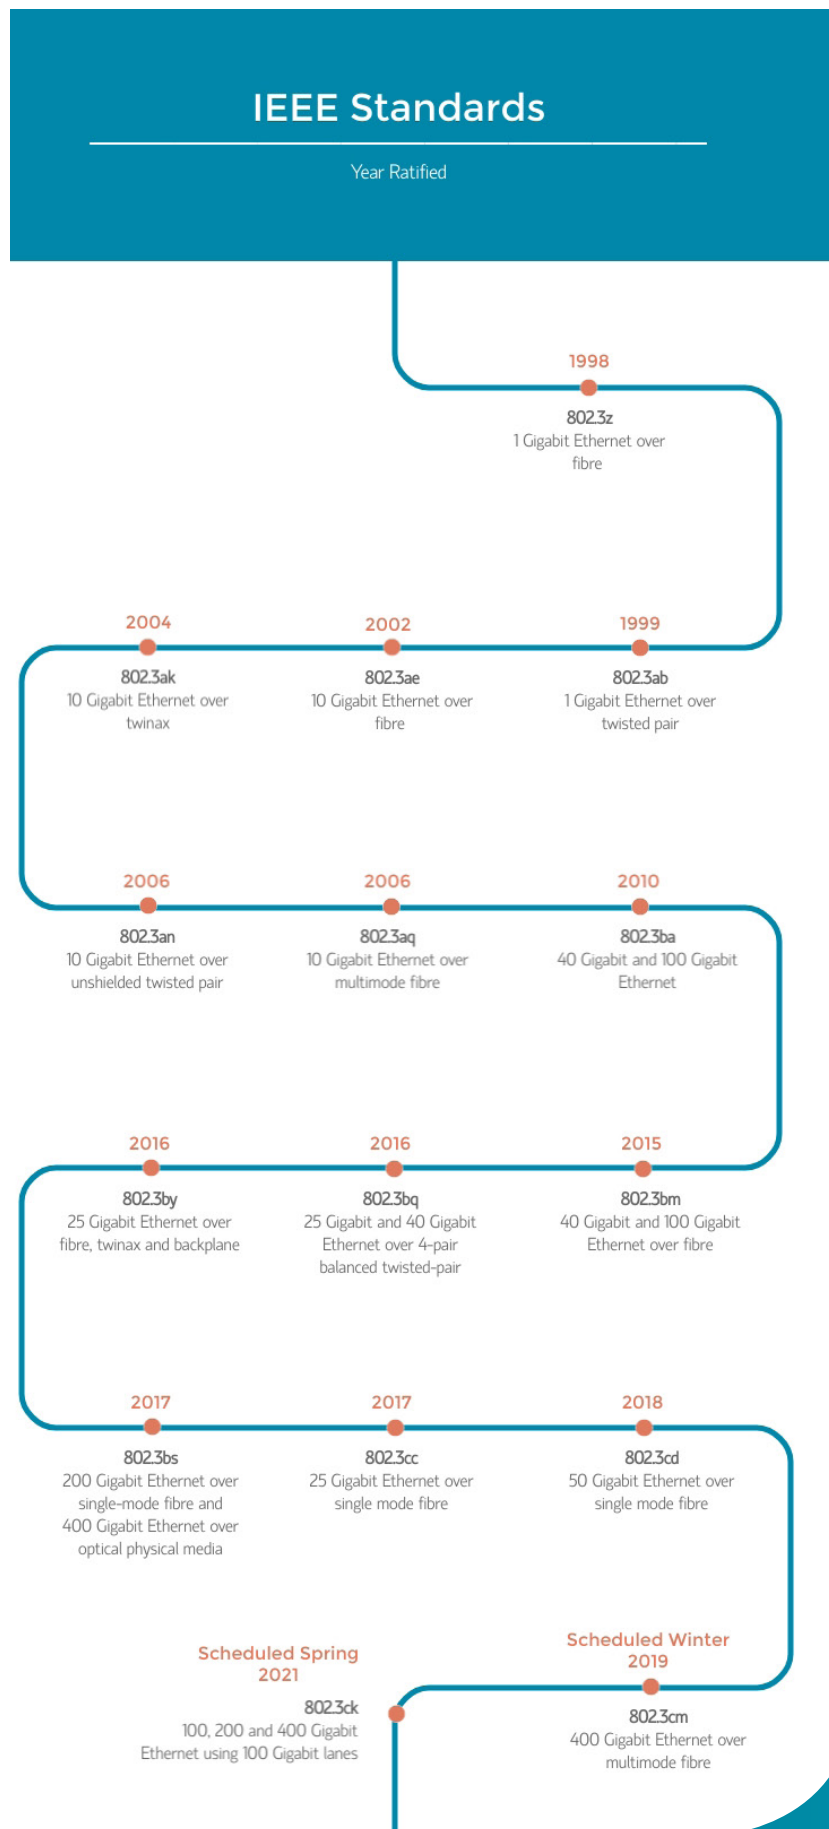 IEEE Standards
Year Ratified
1998
802.3z
1 Gigabit Ethernet over
fibre
1999
802.3ab
1 Gigabit Ethernet over
twisted pair
2002
802.3ae
10 Gigabit Ethernet over
fibre
2004
802.3ak
10 Gigabit Ethernet over
twinax
2006
802.3an
10 Gigabit Ethernet over
unshielded twisted pair
2006
802.3aq
10 Gigabit Ethernet over
multimode fibre
2010
802.3ba
40 Gigabit and 100 Gigabit
Ethernet
2015
802.3bm
40 Gigabit and 100 Gigabit
Ethernet over fibre
2016
802.3bq
25 Gigabit and 40 Gigabit
Ethernet over 4-pair
balanced twisted-pair
2016
802.3by
25 Gigabit Ethernet over
fibre, twinax and backplane
2017
802.3bs
200 Gigabit Ethernet over
single-mode fibre and
400 Gigabit Ethernet over
optical physical media
2017
802.3cc
25 Gigabit Ethernet over
single mode fibre
2018
802.3cd
50 Gigabit Ethernet over
single mode fibre
Scheduled Winter
2019
802.3cm
400 Gigabit Ethernet over
multimode fibre
Scheduled Spring
2021
802.3ck
100, 200 and 400 Gigabit
Ethernet using 100 Gigabit lanes